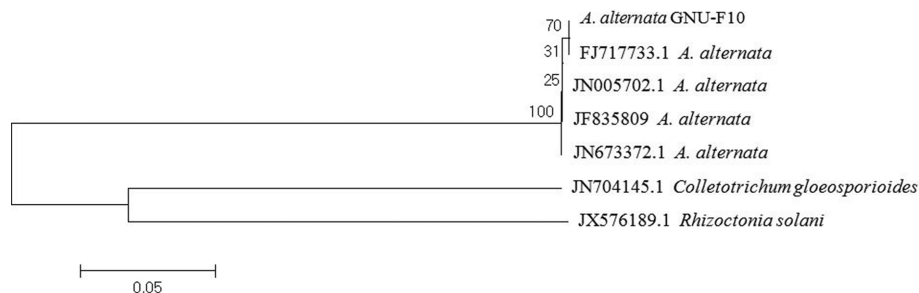 70
A. alternata GNU-F10
31
FJ717733.1 A. alternata
25
JN005702.1 A. alternata
100
JF835809 A. alternata
JN673372.1 A. alternata
JN704145.1 Colletotrichum gloeosporioides
JX576189.1 Rhizoctonia solani
0.05